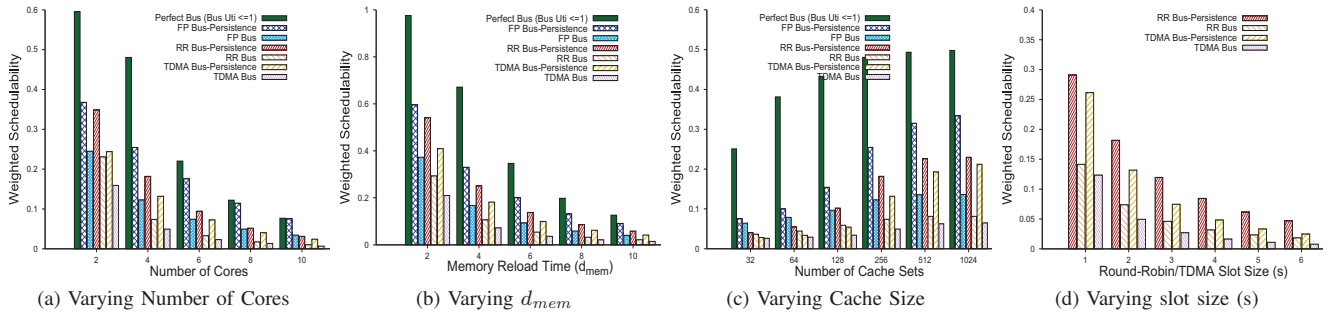 Weighted Schedulability
0.6
0.5
0.4
0.3
0.2
0.1
0
Perfect Bus (Bus Uti <=1)
FP Bus-Persistence
FP Bus
RR Bus-Persistence
RR Bus
TDMA Bus-Persistence
TDMA Bus
2 4 6 8 10
Number of Cores
(a) Varying Number of Cores
Weighted Schedulability
1
0.8
0.6
0.4
0.2
0
Perfect Bus (Bus Uti <=1)
FP Bus-Persistence
FP Bus
RR Bus-Persistence
RR Bus
TDMA Bus-Persistence
TDMA Bus
2 4 6 8 10
Memory Reload Time (d_mem)
(b) Varying d_mem
Weighted Schedulability
0.6
0.5
0.4
0.3
0.2
0.1
0
Perfect Bus (Bus Uti <=1)
FP Bus-Persistence
FP Bus
RR Bus-Persistence
RR Bus
TDMA Bus-Persistence
TDMA Bus
32 64 128 256 512 1024
Number of Cache Sets
(c) Varying Cache Size
Weighted Schedulability
0.4
0.35
0.3
0.25
0.2
0.15
0.1
0.05
0
RR Bus-Persistence
RR Bus
TDMA Bus-Persistence
TDMA Bus
1 2 3 4 5 6
Round-Robin/TDMA Slot Size (s)
(d) Varying slot size (s)